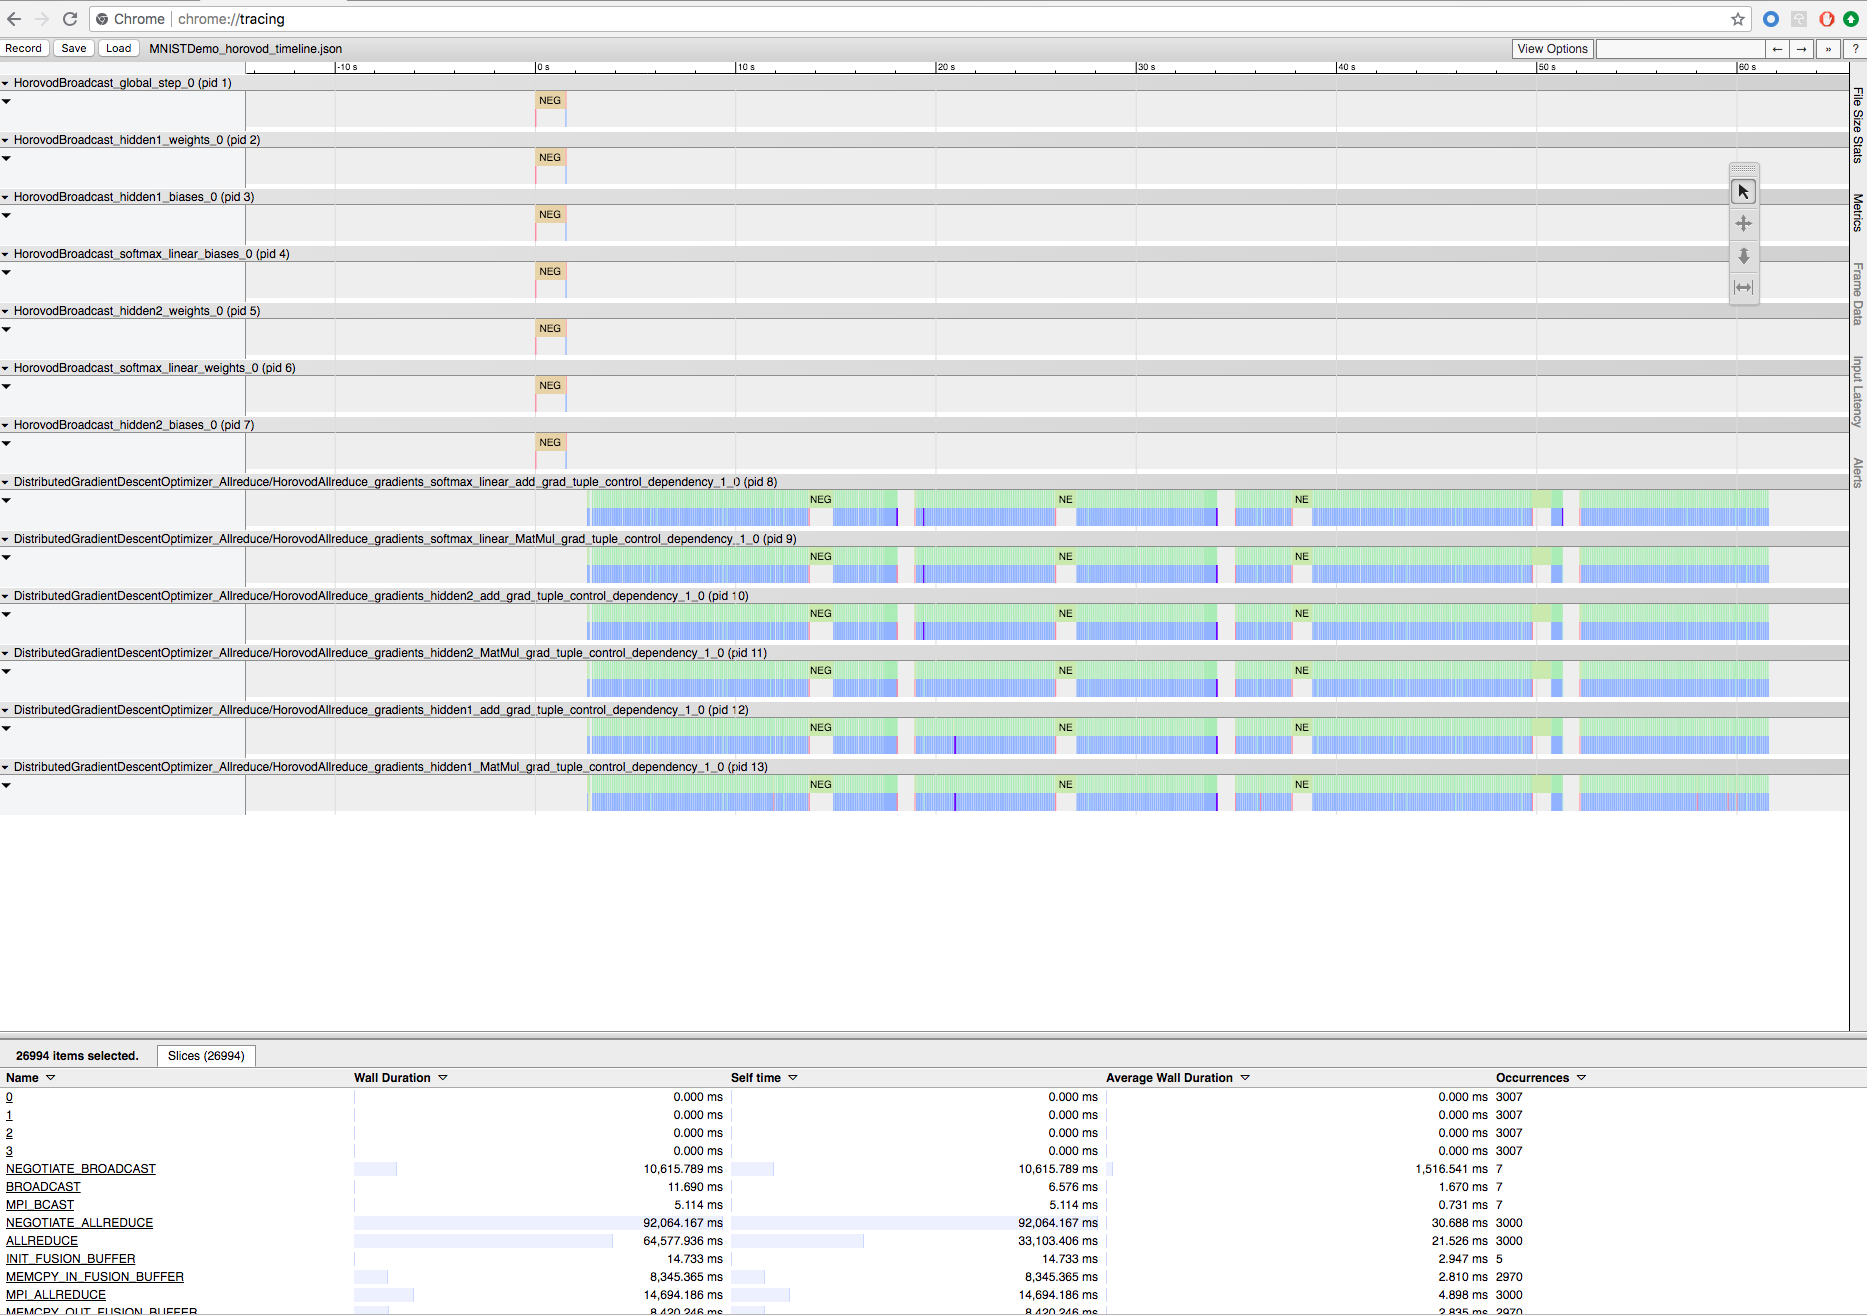 Chrome | chrome://tracing
Record Save Load MNISTDemo_horovod_timeline.json View Options ← → » ?
-10 s 0 s 10 s 20 s 30 s 40 s 50 s 60 s
HorovodBroadcast_global_step_0 (pid 1)
NEG
HorovodBroadcast_hidden1_weights_0 (pid 2)
NEG
HorovodBroadcast_hidden1_biases_0 (pid 3)
NEG
HorovodBroadcast_softmax_linear_biases_0 (pid 4)
NEG
HorovodBroadcast_hidden2_weights_0 (pid 5)
NEG
HorovodBroadcast_softmax_linear_weights_0 (pid 6)
NEG
HorovodBroadcast_hidden2_biases_0 (pid 7)
NEG
DistributedGradientDescentOptimizer_Allreduce/HorovodAllreduce_gradients_softmax_linear_add_grad_tuple_control_dependency_1_0 (pid 8)
NEG NE NE
DistributedGradientDescentOptimizer_Allreduce/HorovodAllreduce_gradients_softmax_linear_MatMul_grad_tuple_control_dependency_1_0 (pid 9)
NEG NE NE
DistributedGradientDescentOptimizer_Allreduce/HorovodAllreduce_gradients_hidden2_add_grad_tuple_control_dependency_1_0 (pid 10)
NEG NE NE
DistributedGradientDescentOptimizer_Allreduce/HorovodAllreduce_gradients_hidden2_MatMul_grad_tuple_control_dependency_1_0 (pid 11)
NEG NE NE
DistributedGradientDescentOptimizer_Allreduce/HorovodAllreduce_gradients_hidden1_add_grad_tuple_control_dependency_1_0 (pid 12)
NEG NE NE
DistributedGradientDescentOptimizer_Allreduce/HorovodAllreduce_gradients_hidden1_MatMul_grad_tuple_control_dependency_1_0 (pid 13)
NEG NE NE
File Size Stats
Metrics
Frame Data
Input Latency
Alerts
26994 items selected. Slices (26994)
Name Wall Duration Self time Average Wall Duration Occurrences
0 0.000 ms 0.000 ms 0.000 ms 3007
1 0.000 ms 0.000 ms 0.000 ms 3007
2 0.000 ms 0.000 ms 0.000 ms 3007
3 0.000 ms 0.000 ms 0.000 ms 3007
NEGOTIATE_BROADCAST 10,615.789 ms 10,615.789 ms 1,516.541 ms 7
BROADCAST 11.690 ms 6.576 ms 1.670 ms 7
MPI_BCAST 5.114 ms 5.114 ms 0.731 ms 7
NEGOTIATE_ALLREDUCE 92,064.167 ms 92,064.167 ms 30.688 ms 3000
ALLREDUCE 64,577.936 ms 33,103.406 ms 21.526 ms 3000
INIT_FUSION_BUFFER 14.733 ms 14.733 ms 2.947 ms 5
MEMCPY_IN_FUSION_BUFFER 8,345.365 ms 8,345.365 ms 2.810 ms 2970
MPI_ALLREDUCE 14,694.186 ms 14,694.186 ms 4.898 ms 3000
MEMCPY_OUT_FUSION_BUFFER 8,420.246 ms 8,420.246 ms 2.835 ms 2970